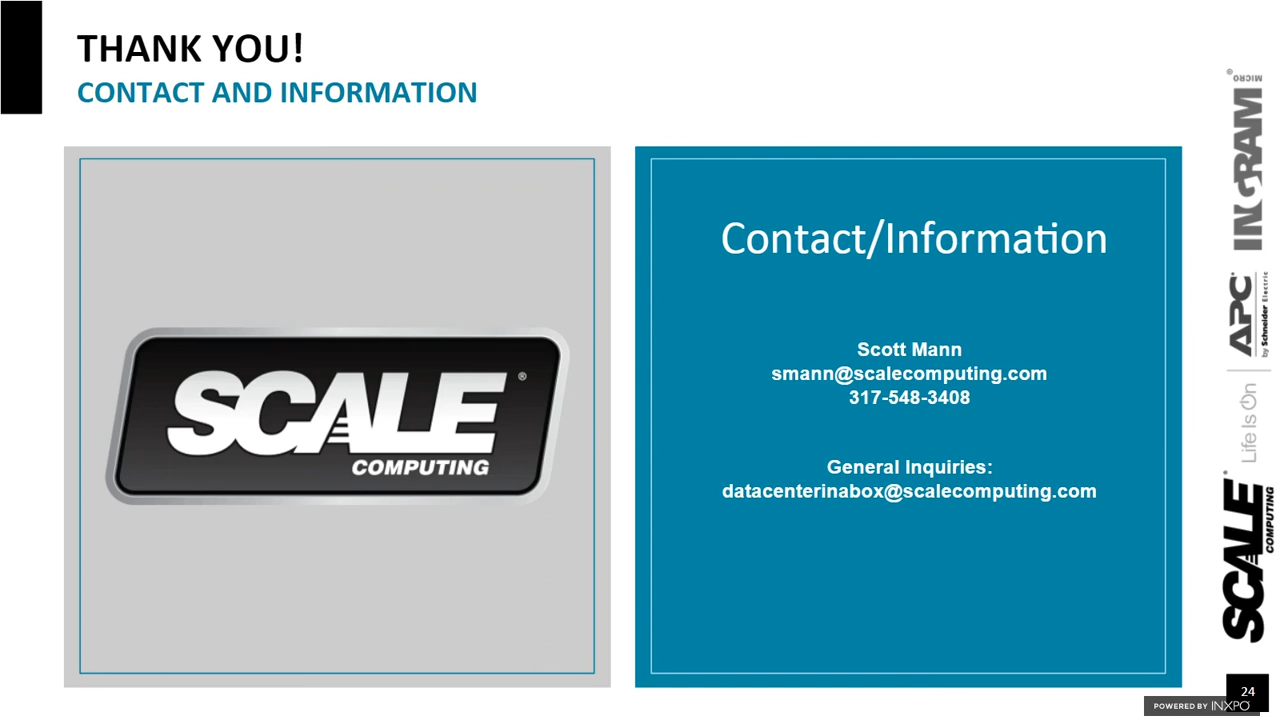 THANK YOU!
CONTACT AND INFORMATION
SCALE®
COMPUTING
Contact/Information
Scott Mann
smann@scalecomputing.com
317-548-3408
General Inquiries:
datacenterinabox@scalecomputing.com
INGRAM
MICRO®
APC®
by Schneider Electric
Life Is On
SCALE®
COMPUTING
24
POWERED BY INXPO